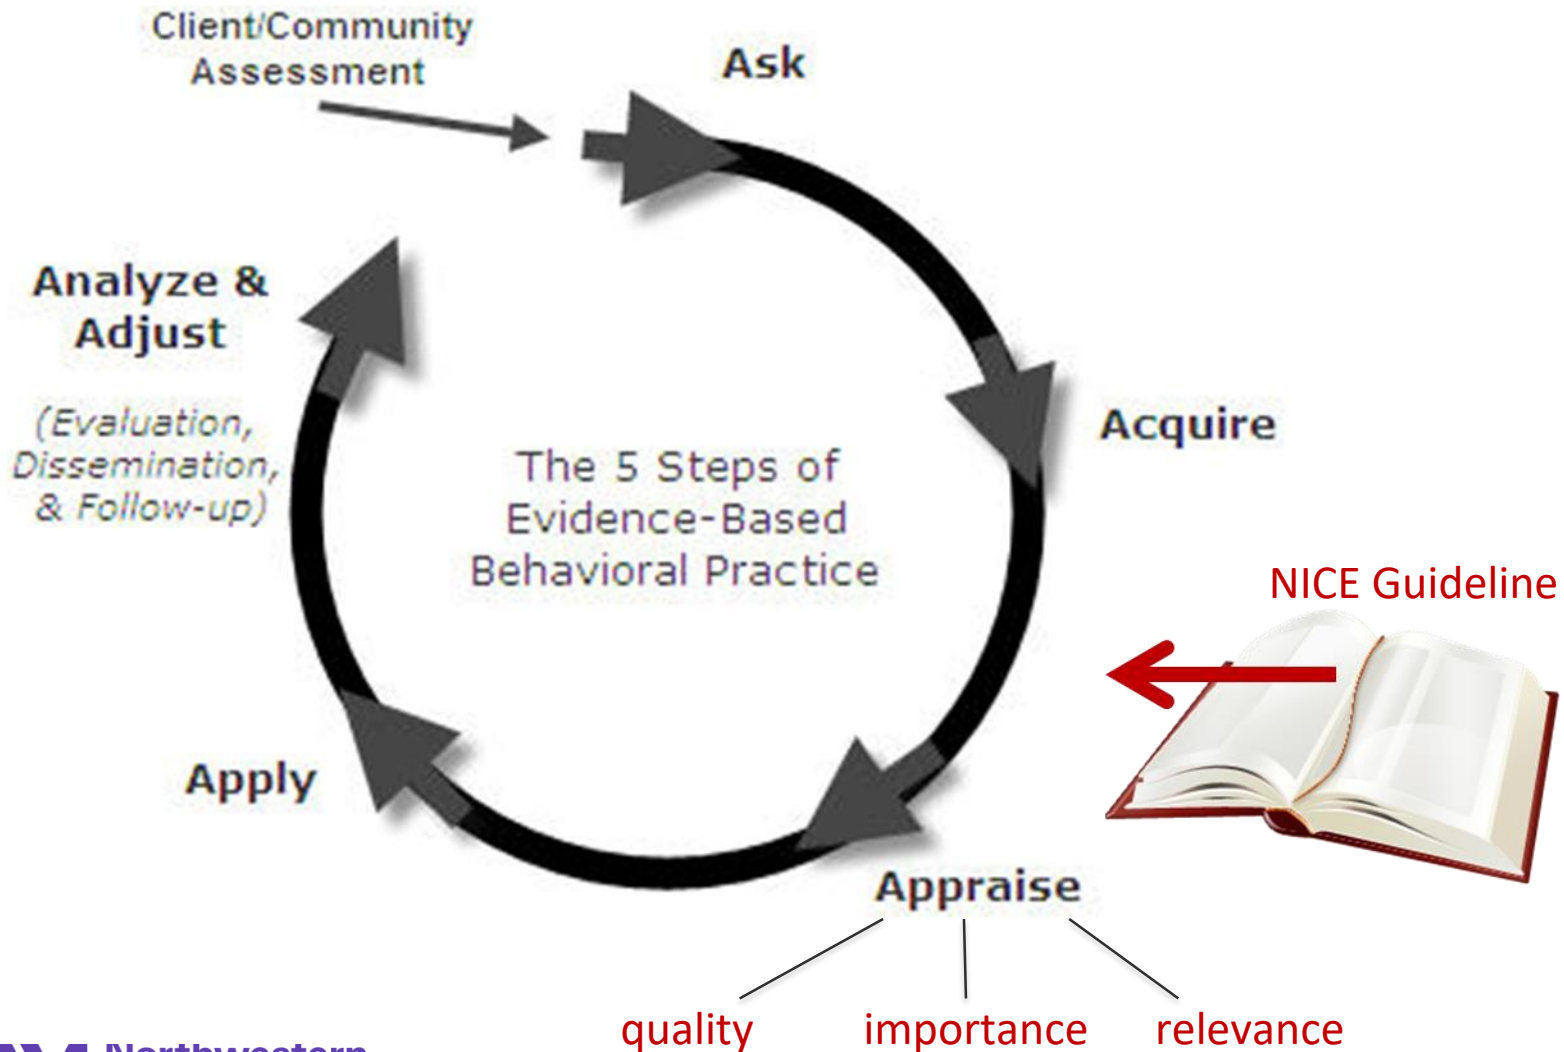 Client/Community
Assessment
Ask
Analyze &
Adjust
(Evaluation,
Dissemination,
& Follow-up)
The 5 Steps of
Evidence-Based
Behavioral Practice
Acquire
NICE Guideline
Apply
Appraise
quality importance relevance
Northwestern